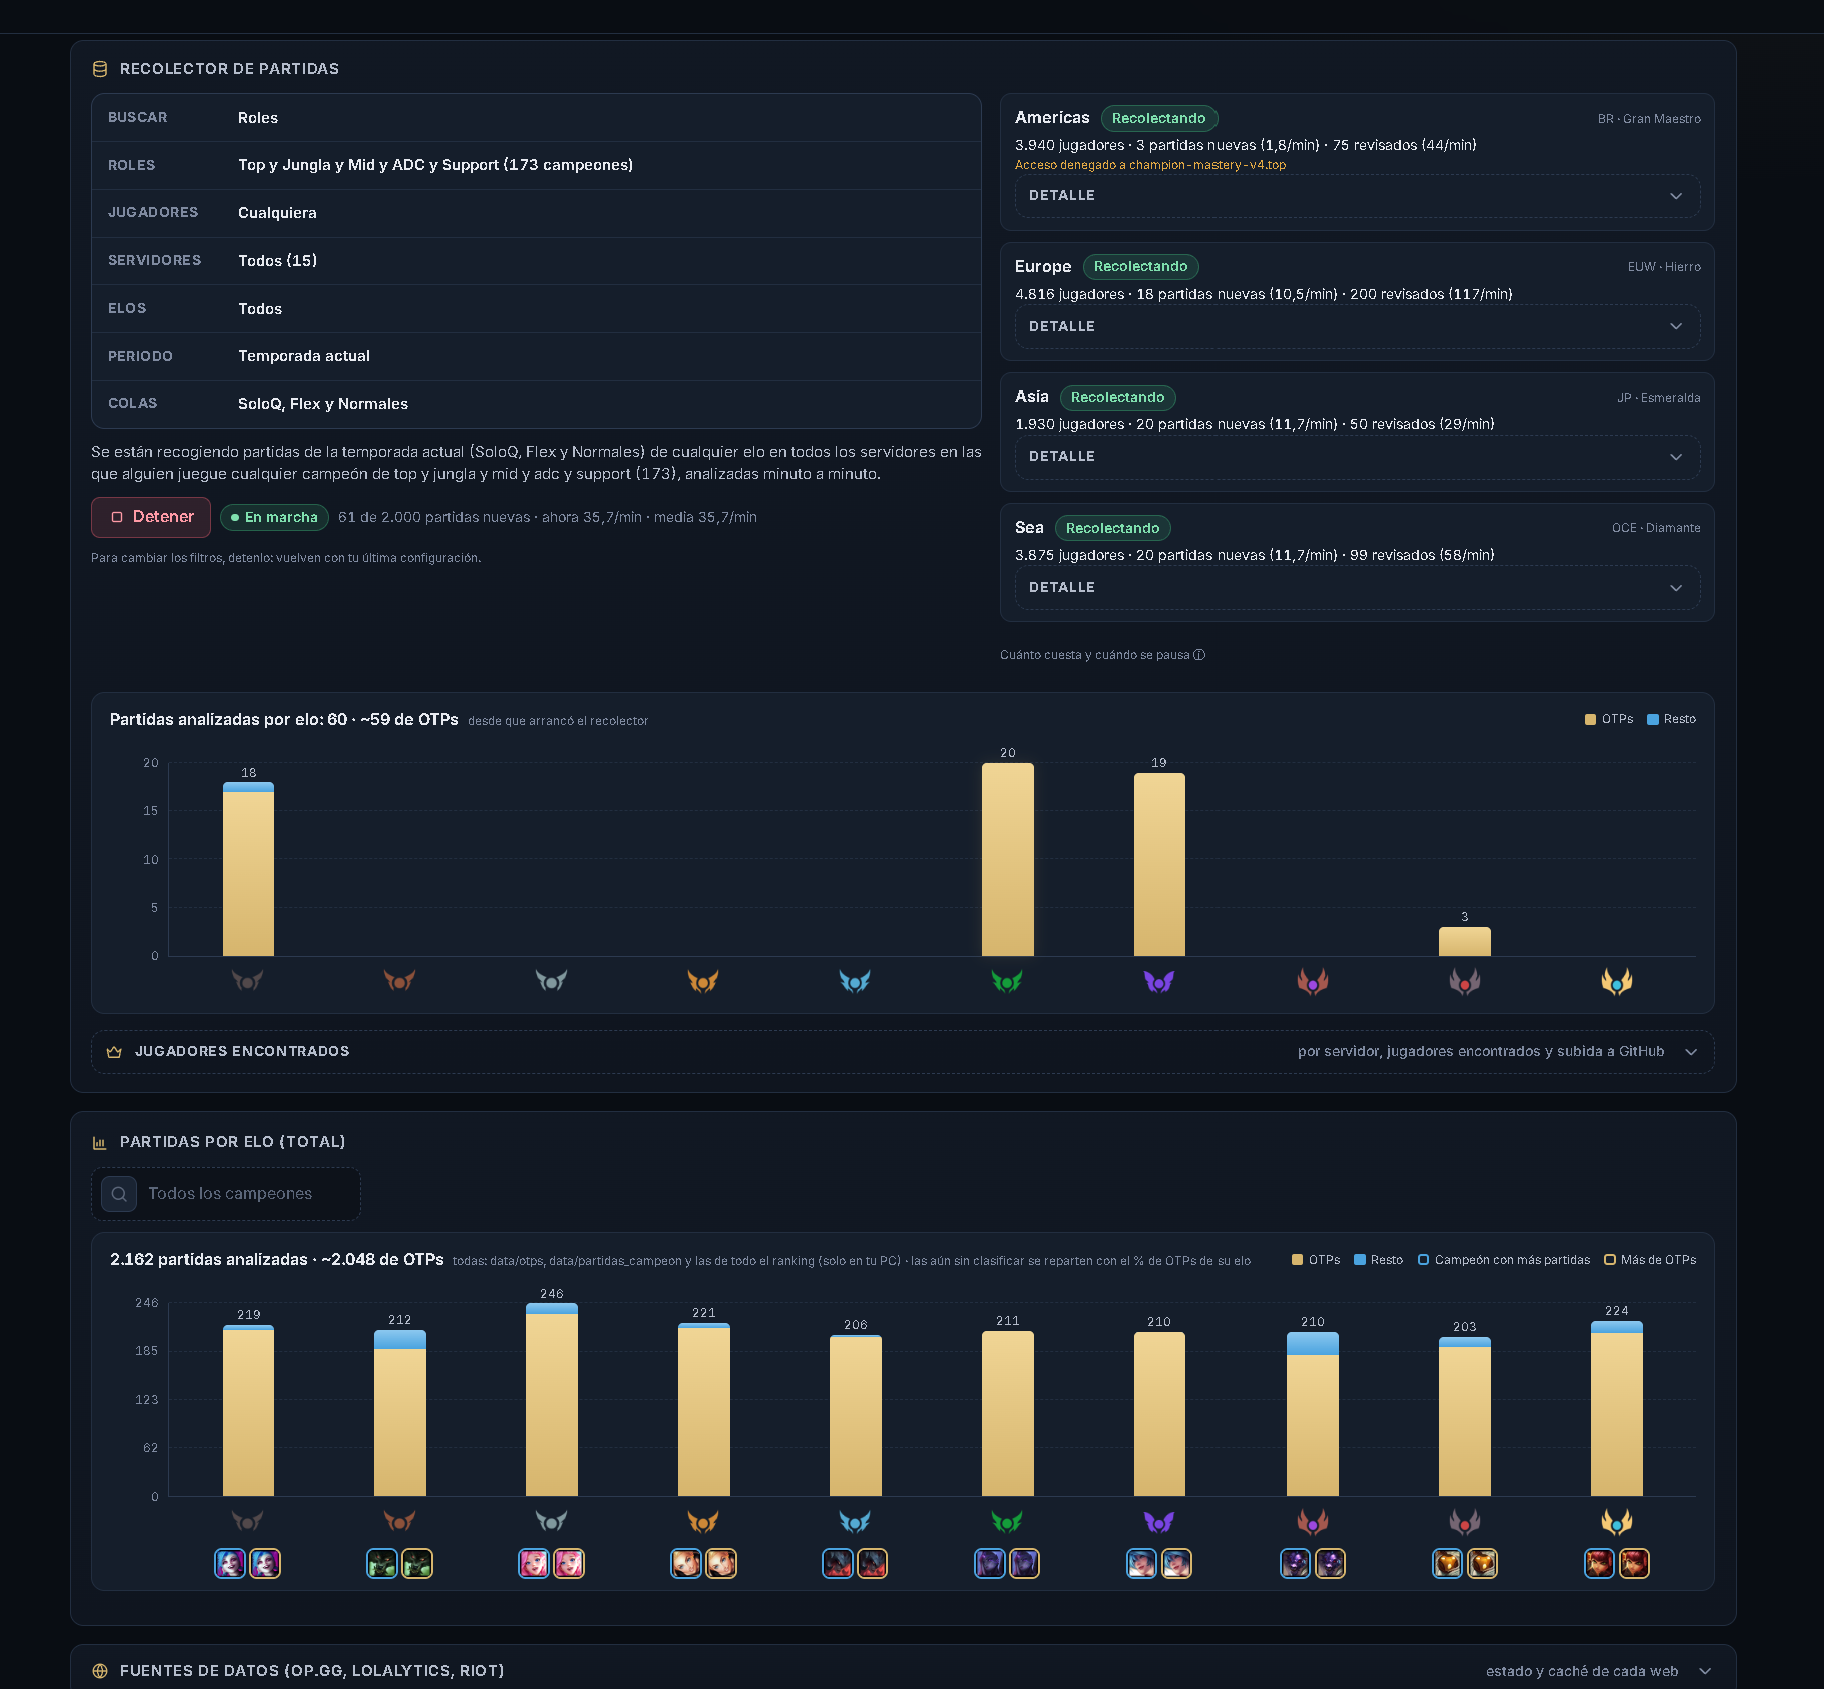 RECOLECTOR DE PARTIDAS
BUSCAR Roles
ROLES Top y Jungla y Mid y ADC y Support (173 campeones)
JUGADORES Cualquiera
SERVIDORES Todos (15)
ELOS Todos
PERIODO Temporada actual
COLAS SoloQ, Flex y Normales
Se están recogiendo partidas de la temporada actual (SoloQ, Flex y Normales) de cualquier elo en todos los servidores en las
que alguien juegue cualquier campeón de top y jungla y mid y adc y support (173), analizadas minuto a minuto.
Detener En marcha 61 de 2.000 partidas nuevas · ahora 35,7/min · media 35,7/min
Para cambiar los filtros, detenlo: vuelven con tu última configuración.
Americas Recolectando BR · Gran Maestro
3.940 jugadores · 3 partidas nuevas (1,8/min) · 75 revisados (44/min)
Acceso denegado a champion-mastery-v4.top
DETALLE
Europe Recolectando EUW · Hierro
4.816 jugadores · 18 partidas nuevas (10,5/min) · 200 revisados (117/min)
DETALLE
Asia Recolectando JP · Esmeralda
1.930 jugadores · 20 partidas nuevas (11,7/min) · 50 revisados (29/min)
DETALLE
Sea Recolectando OCE · Diamante
3.875 jugadores · 20 partidas nuevas (11,7/min) · 99 revisados (58/min)
DETALLE
Cuánto cuesta y cuándo se pausa
Partidas analizadas por elo: 60 · ~59 de OTPs desde que arrancó el recolector OTPs Resto
20
15
10
5
0
18
20
19
3
JUGADORES ENCONTRADOS por servidor, jugadores encontrados y subida a GitHub
PARTIDAS POR ELO (TOTAL)
Todos los campeones
2.162 partidas analizadas · ~2.048 de OTPs todas: data/otps, data/partidas_campeon y las de todo el ranking (solo en tu PC) · las aún sin clasificar se reparten con el % de OTPs de su elo OTPs Resto Campeón con más partidas Más de OTPs
246
185
123
62
0
219
212
246
221
206
211
210
210
203
224
FUENTES DE DATOS (OP.GG, LOLALYTICS, RIOT) estado y caché de cada web